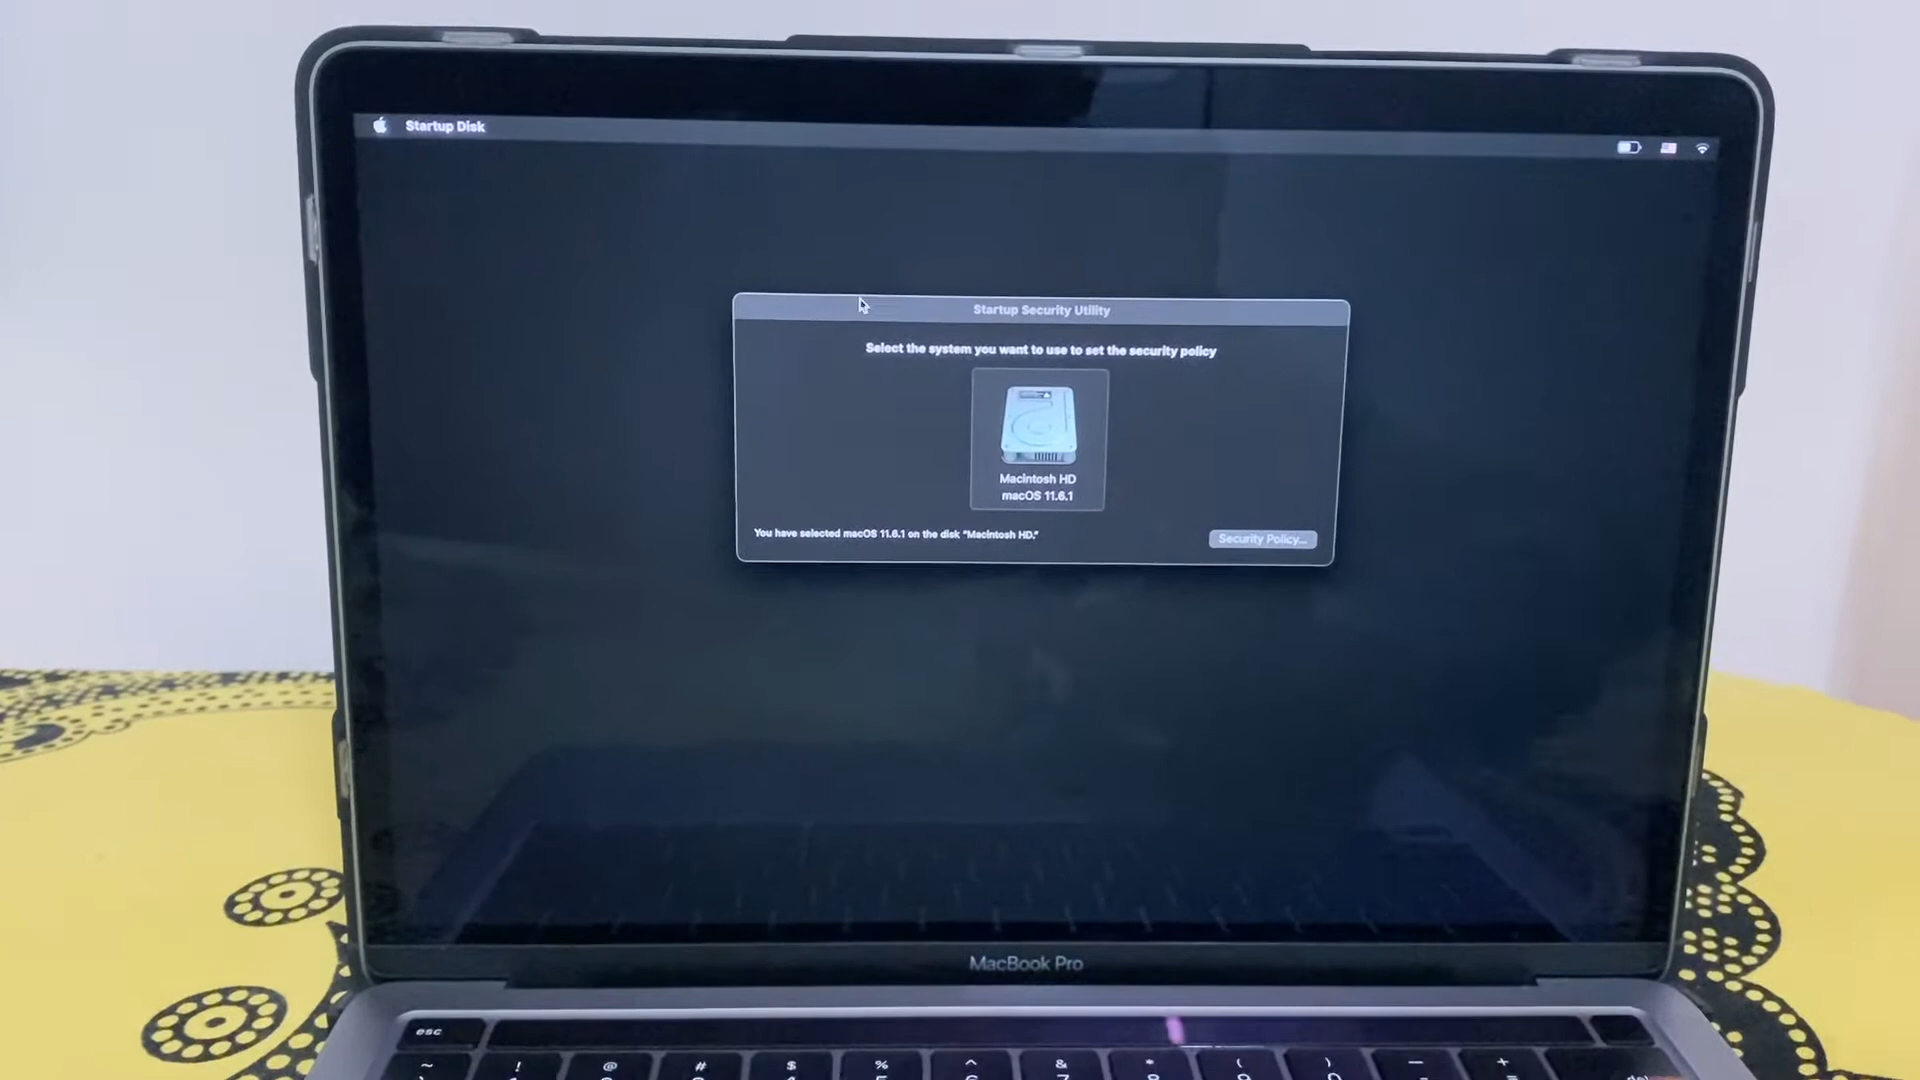 Startup Disk
Startup Security Utility
Select the system you want to use to set the security policy
Macintosh HD
macOS 11.6.1
You have selected macOS 11.6.1 on the disk "Macintosh HD."
Security Policy...
MacBook Pro
esc
~ ! @ # $ % ^ & * ( ) — +